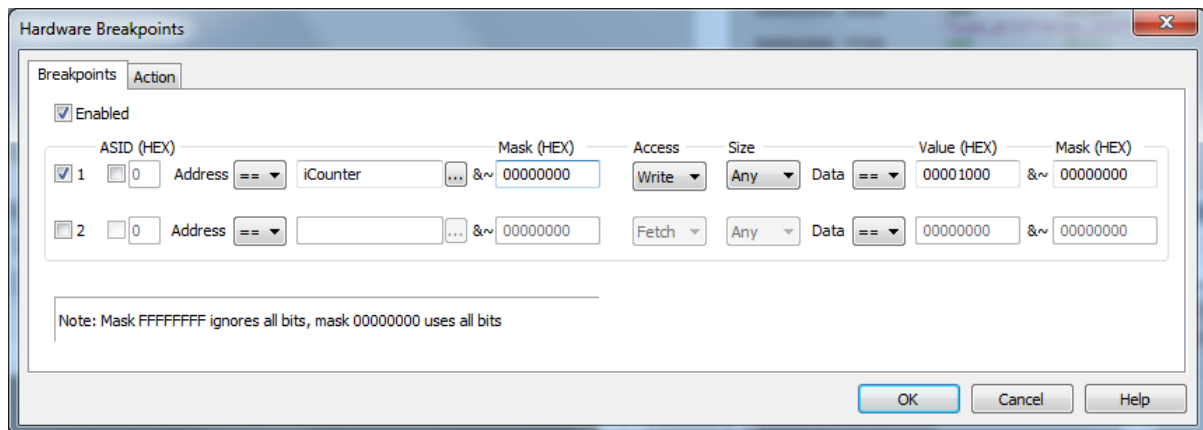 Hardware Breakpoints
Breakpoints Action
Enabled
ASID (HEX) Mask (HEX) Access Size Value (HEX) Mask (HEX)
1 0 Address == iCounter ... &~ 00000000 Write Any Data == 00001000 &~ 00000000
2 0 Address == ... &~ 00000000 Fetch Any Data == 00000000 &~ 00000000
Note: Mask FFFFFFFF ignores all bits, mask 00000000 uses all bits
OK Cancel Help